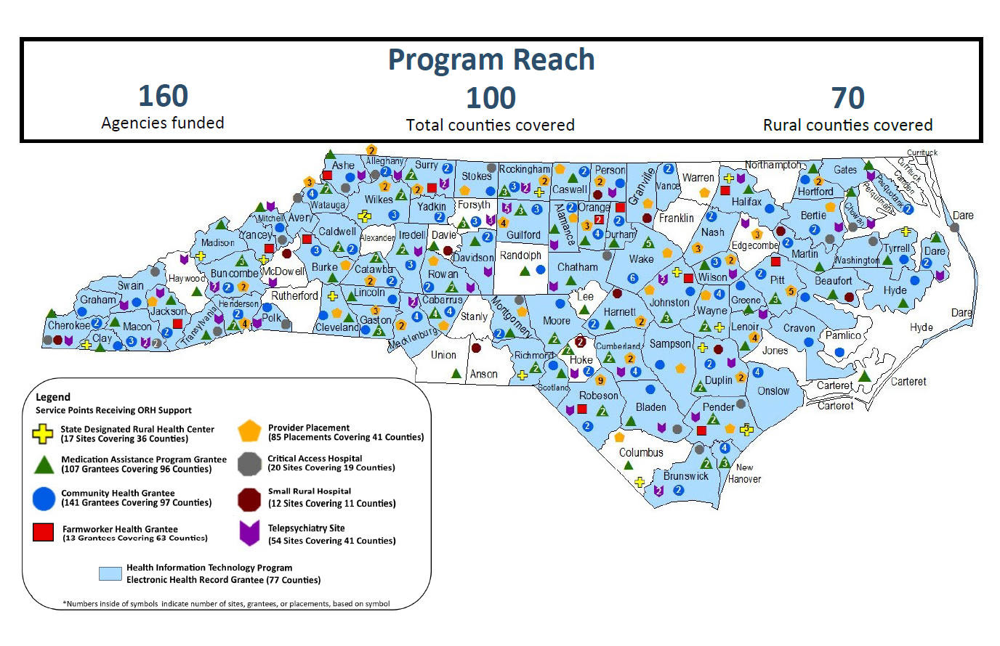 Program Reach
160
Agencies funded
100
Total counties covered
70
Rural counties covered
Ashe
Alleghany
Surry
Stokes
Rockingham
Caswell
Person
Granville
Vance
Warren
Northampton
Halifax
Hertford
Gates
Currituck
Currituck
Camden
Pasquotank
Perquimans
Chowan
Bertie
Watauga
Wilkes
Yadkin
Forsyth
Guilford
Alamance
Orange
Durham
Franklin
Nash
Edgecombe
Martin
Washington
Tyrrell
Dare
Dare
Dare
Mitchell
Avery
Caldwell
Alexander
Iredell
Davie
Davidson
Randolph
Chatham
Wake
Wilson
Pitt
Beaufort
Hyde
Hyde
Madison
Yancey
McDowell
Burke
Catawba
Rowan
Swain
Haywood
Buncombe
Rutherford
Lincoln
Cabarrus
Stanly
Montgomery
Moore
Lee
Harnett
Johnston
Wayne
Greene
Lenoir
Craven
Pamlico
Graham
Jackson
Henderson
Polk
Cleveland
Gaston
Mecklenburg
Cherokee
Macon
Clay
Transylvania
Union
Anson
Richmond
Hoke
Cumberland
Sampson
Duplin
Jones
Onslow
Carteret
Carteret
Carteret
Scotland
Robeson
Bladen
Pender
Columbus
Brunswick
New
Hanover
Legend
Service Points Receiving ORH Support
State Designated Rural Health Center
(17 Sites Covering 36 Counties)
Medication Assistance Program Grantee
(107 Grantees Covering 96 Counties)
Community Health Grantee
(141 Grantees Covering 97 Counties)
Farmworker Health Grantee
(13 Grantees Covering 63 Counties)
Provider Placement
(85 Placements Covering 41 Counties)
Critical Access Hospital
(20 Sites Covering 19 Counties)
Small Rural Hospital
(12 Sites Covering 11 Counties)
Telepsychiatry Site
(54 Sites Covering 41 Counties)
Health Information Technology Program
Electronic Health Record Grantee (77 Counties)
*Numbers inside of symbols indicate number of sites, grantees, or placements, based on symbol